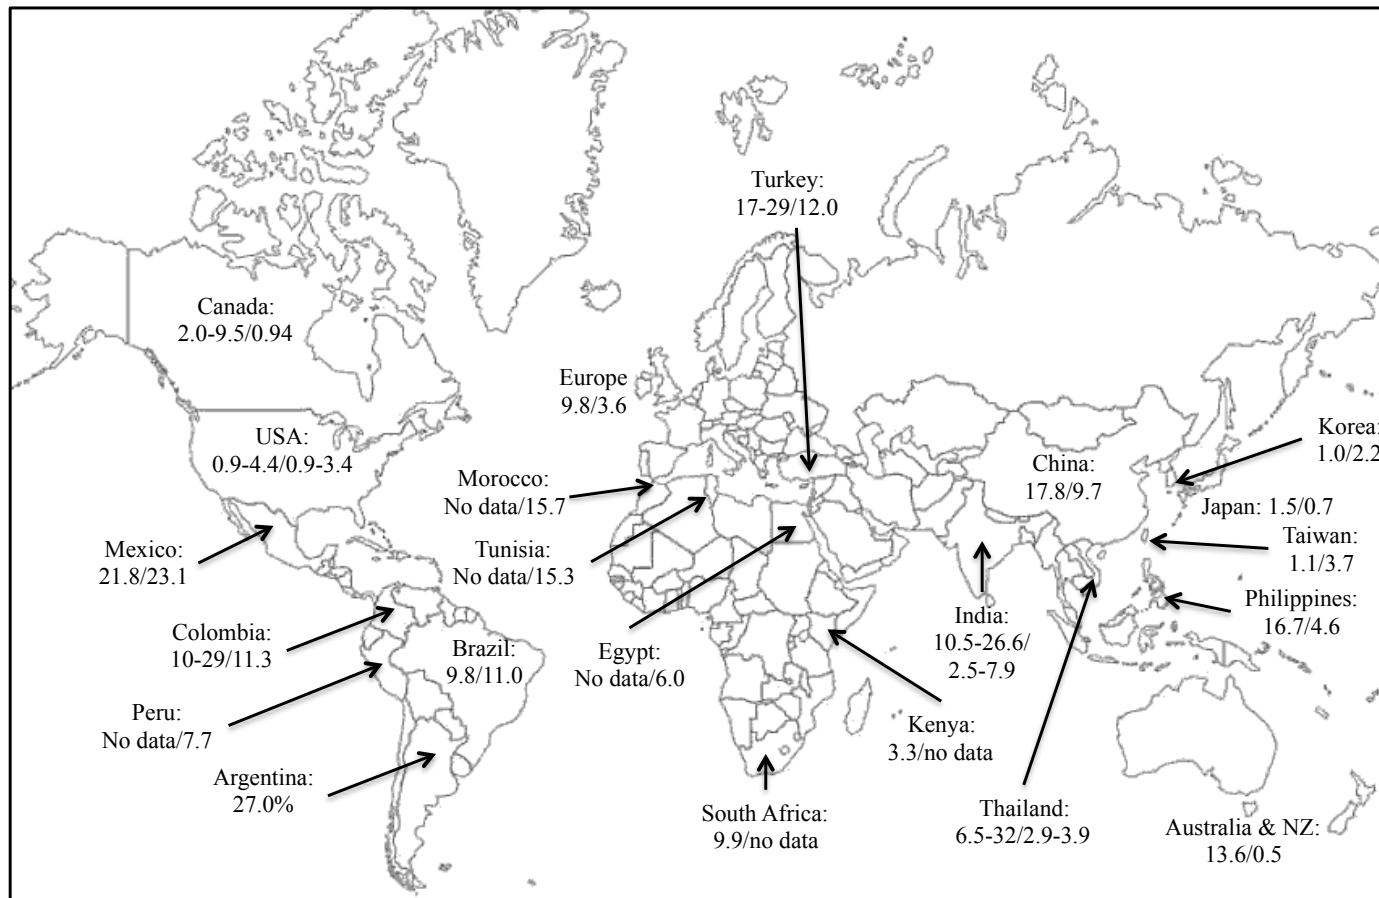 Turkey:
17-29/12.0
Canada:
2.0-9.5/0.94
Europe
9.8/3.6
USA:
0.9-4.4/0.9-3.4
Korea:
1.0/2.2
China:
17.8/9.7
Morocco:
No data/15.7
Japan: 1.5/0.7
Mexico:
21.8/23.1
Tunisia:
No data/15.3
Taiwan:
1.1/3.7
Philippines:
16.7/4.6
India:
10.5-26.6/
2.5-7.9
Colombia:
10-29/11.3
Brazil:
9.8/11.0
Egypt:
No data/6.0
Peru:
No data/7.7
Kenya:
3.3/no data
Argentina:
27.0%
South Africa:
9.9/no data
Thailand:
6.5-32/2.9-3.9
Australia & NZ:
13.6/0.5